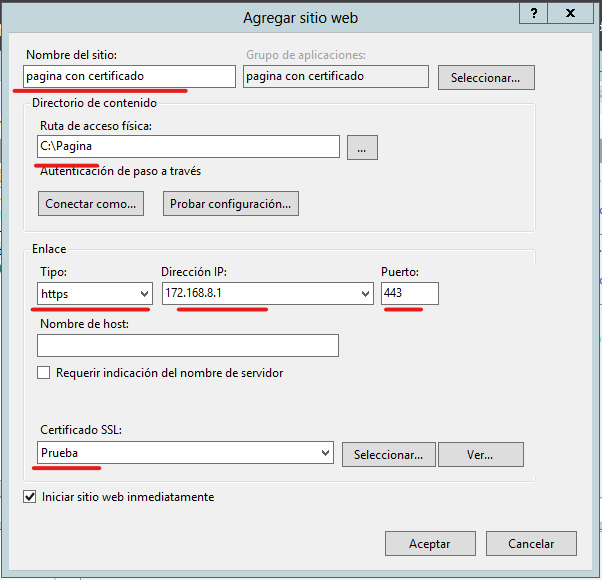 Agregar sitio web
?
X
Nombre del sitio:
Grupo de aplicaciones:
pagina con certificado
pagina con certificado
Seleccionar...
Directorio de contenido
Ruta de acceso física:
C:\Pagina
...
Autenticación de paso a través
Conectar como...
Probar configuración...
Enlace
Tipo:
Dirección IP:
Puerto:
https
172.168.8.1
443
Nombre de host:
Requerir indicación del nombre de servidor
Certificado SSL:
Prueba
Seleccionar...
Ver...
Iniciar sitio web inmediatamente
Aceptar
Cancelar